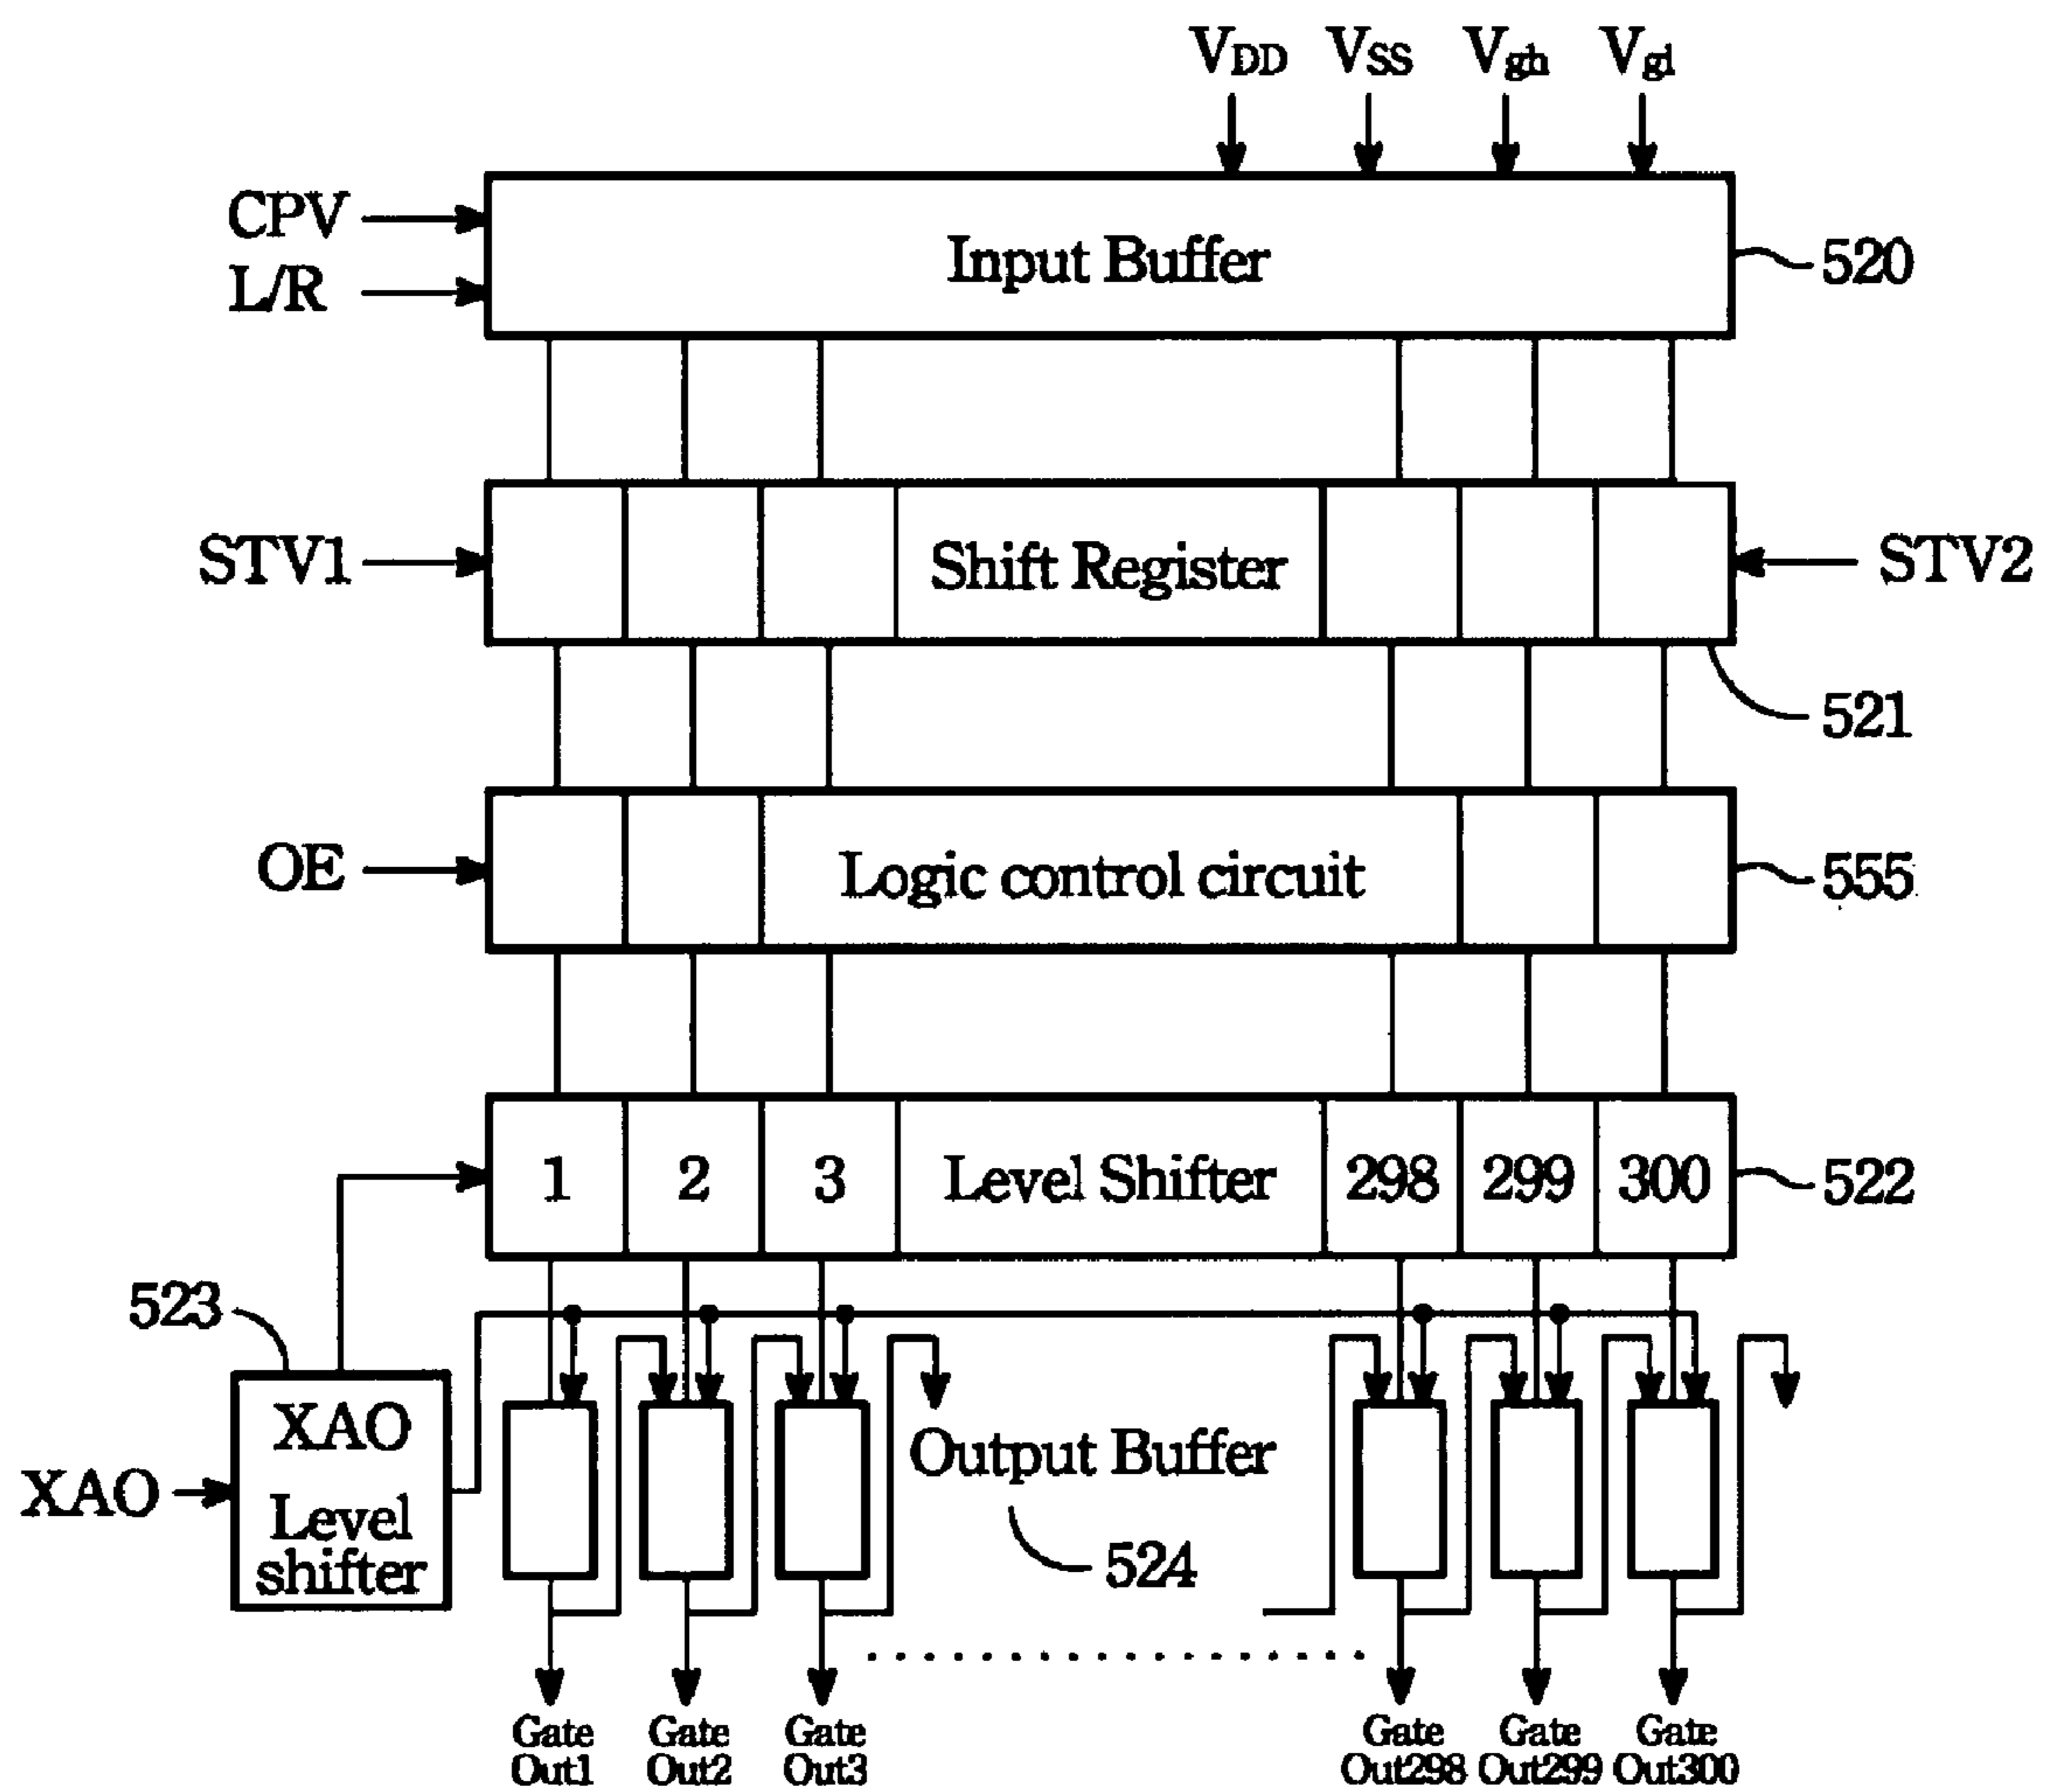 VDD VSS Vgh Vgl
CPV
L/R
Input Buffer
520
STV1
Shift Register
STV2
521
OE
Logic control circuit
555
1 2 3 Level Shifter 298 299 300
522
523
XAO
XAO
Level
shifter
Output Buffer
524
Gate Gate Gate Gate Gate Gate
Out1 Out2 Out3 Out298 Out299 Out300